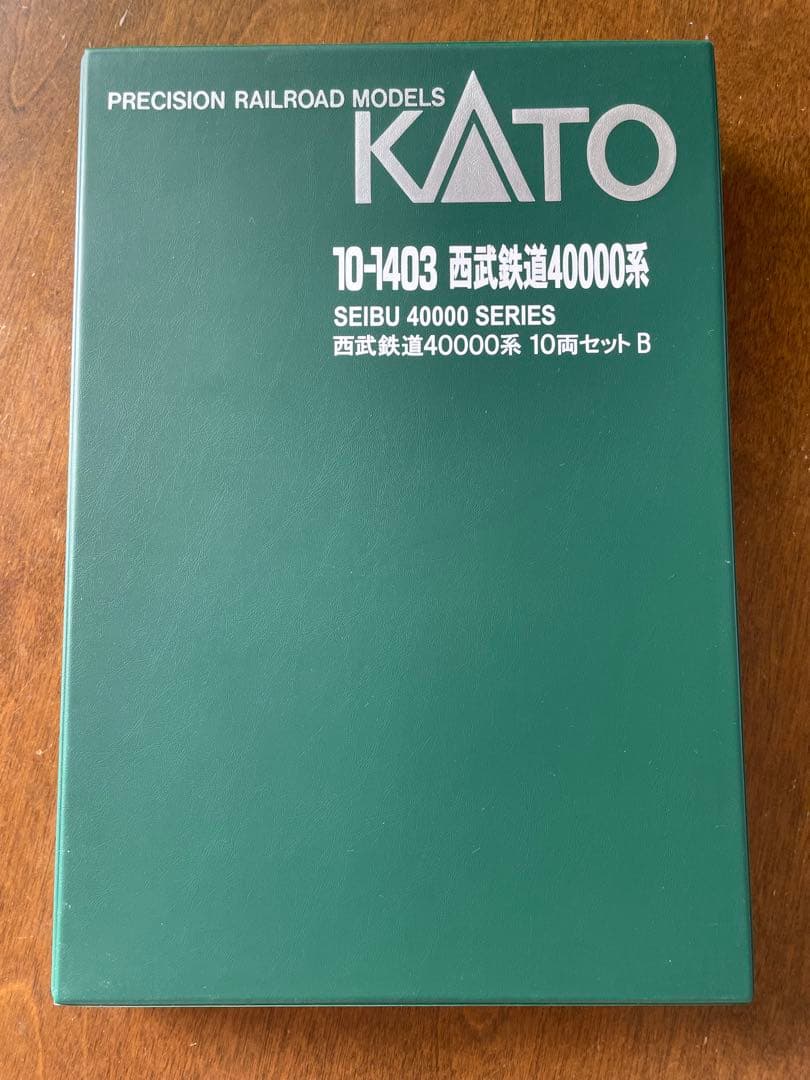 PRECISION RAILROAD MODELS
KATO
10-1403 西武鉄道40000系
SEIBU 40000 SERIES
西武鉄道40000系 10両セット B